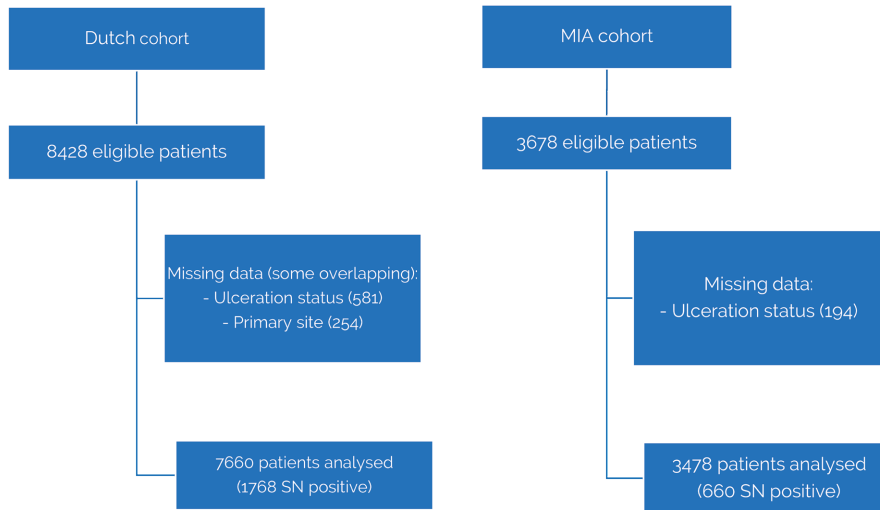 Dutch cohort
8428 eligible patients
Missing data (some overlapping):
- Ulceration status (581)
- Primary site (254)
7660 patients analysed
(1768 SN positive)
MIA cohort
3678 eligible patients
Missing data:
- Ulceration status (194)
3478 patients analysed
(660 SN positive)